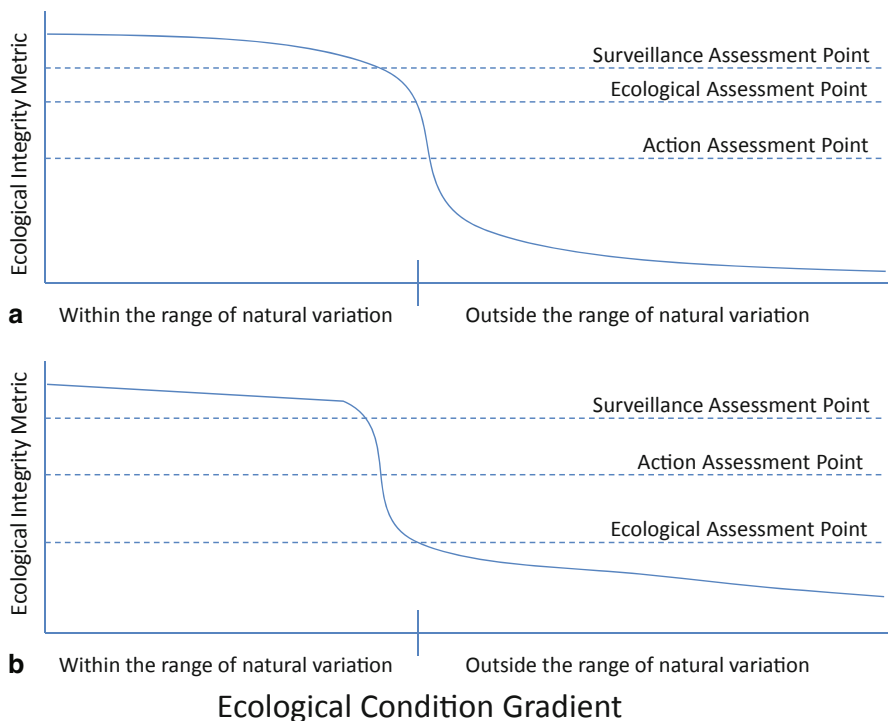 Ecological Integrity Metric
Surveillance Assessment Point
Ecological Assessment Point
Action Assessment Point
a
Within the range of natural variation
Outside the range of natural variation
Ecological Integrity Metric
Surveillance Assessment Point
Action Assessment Point
Ecological Assessment Point
b
Within the range of natural variation
Outside the range of natural variation
Ecological Condition Gradient